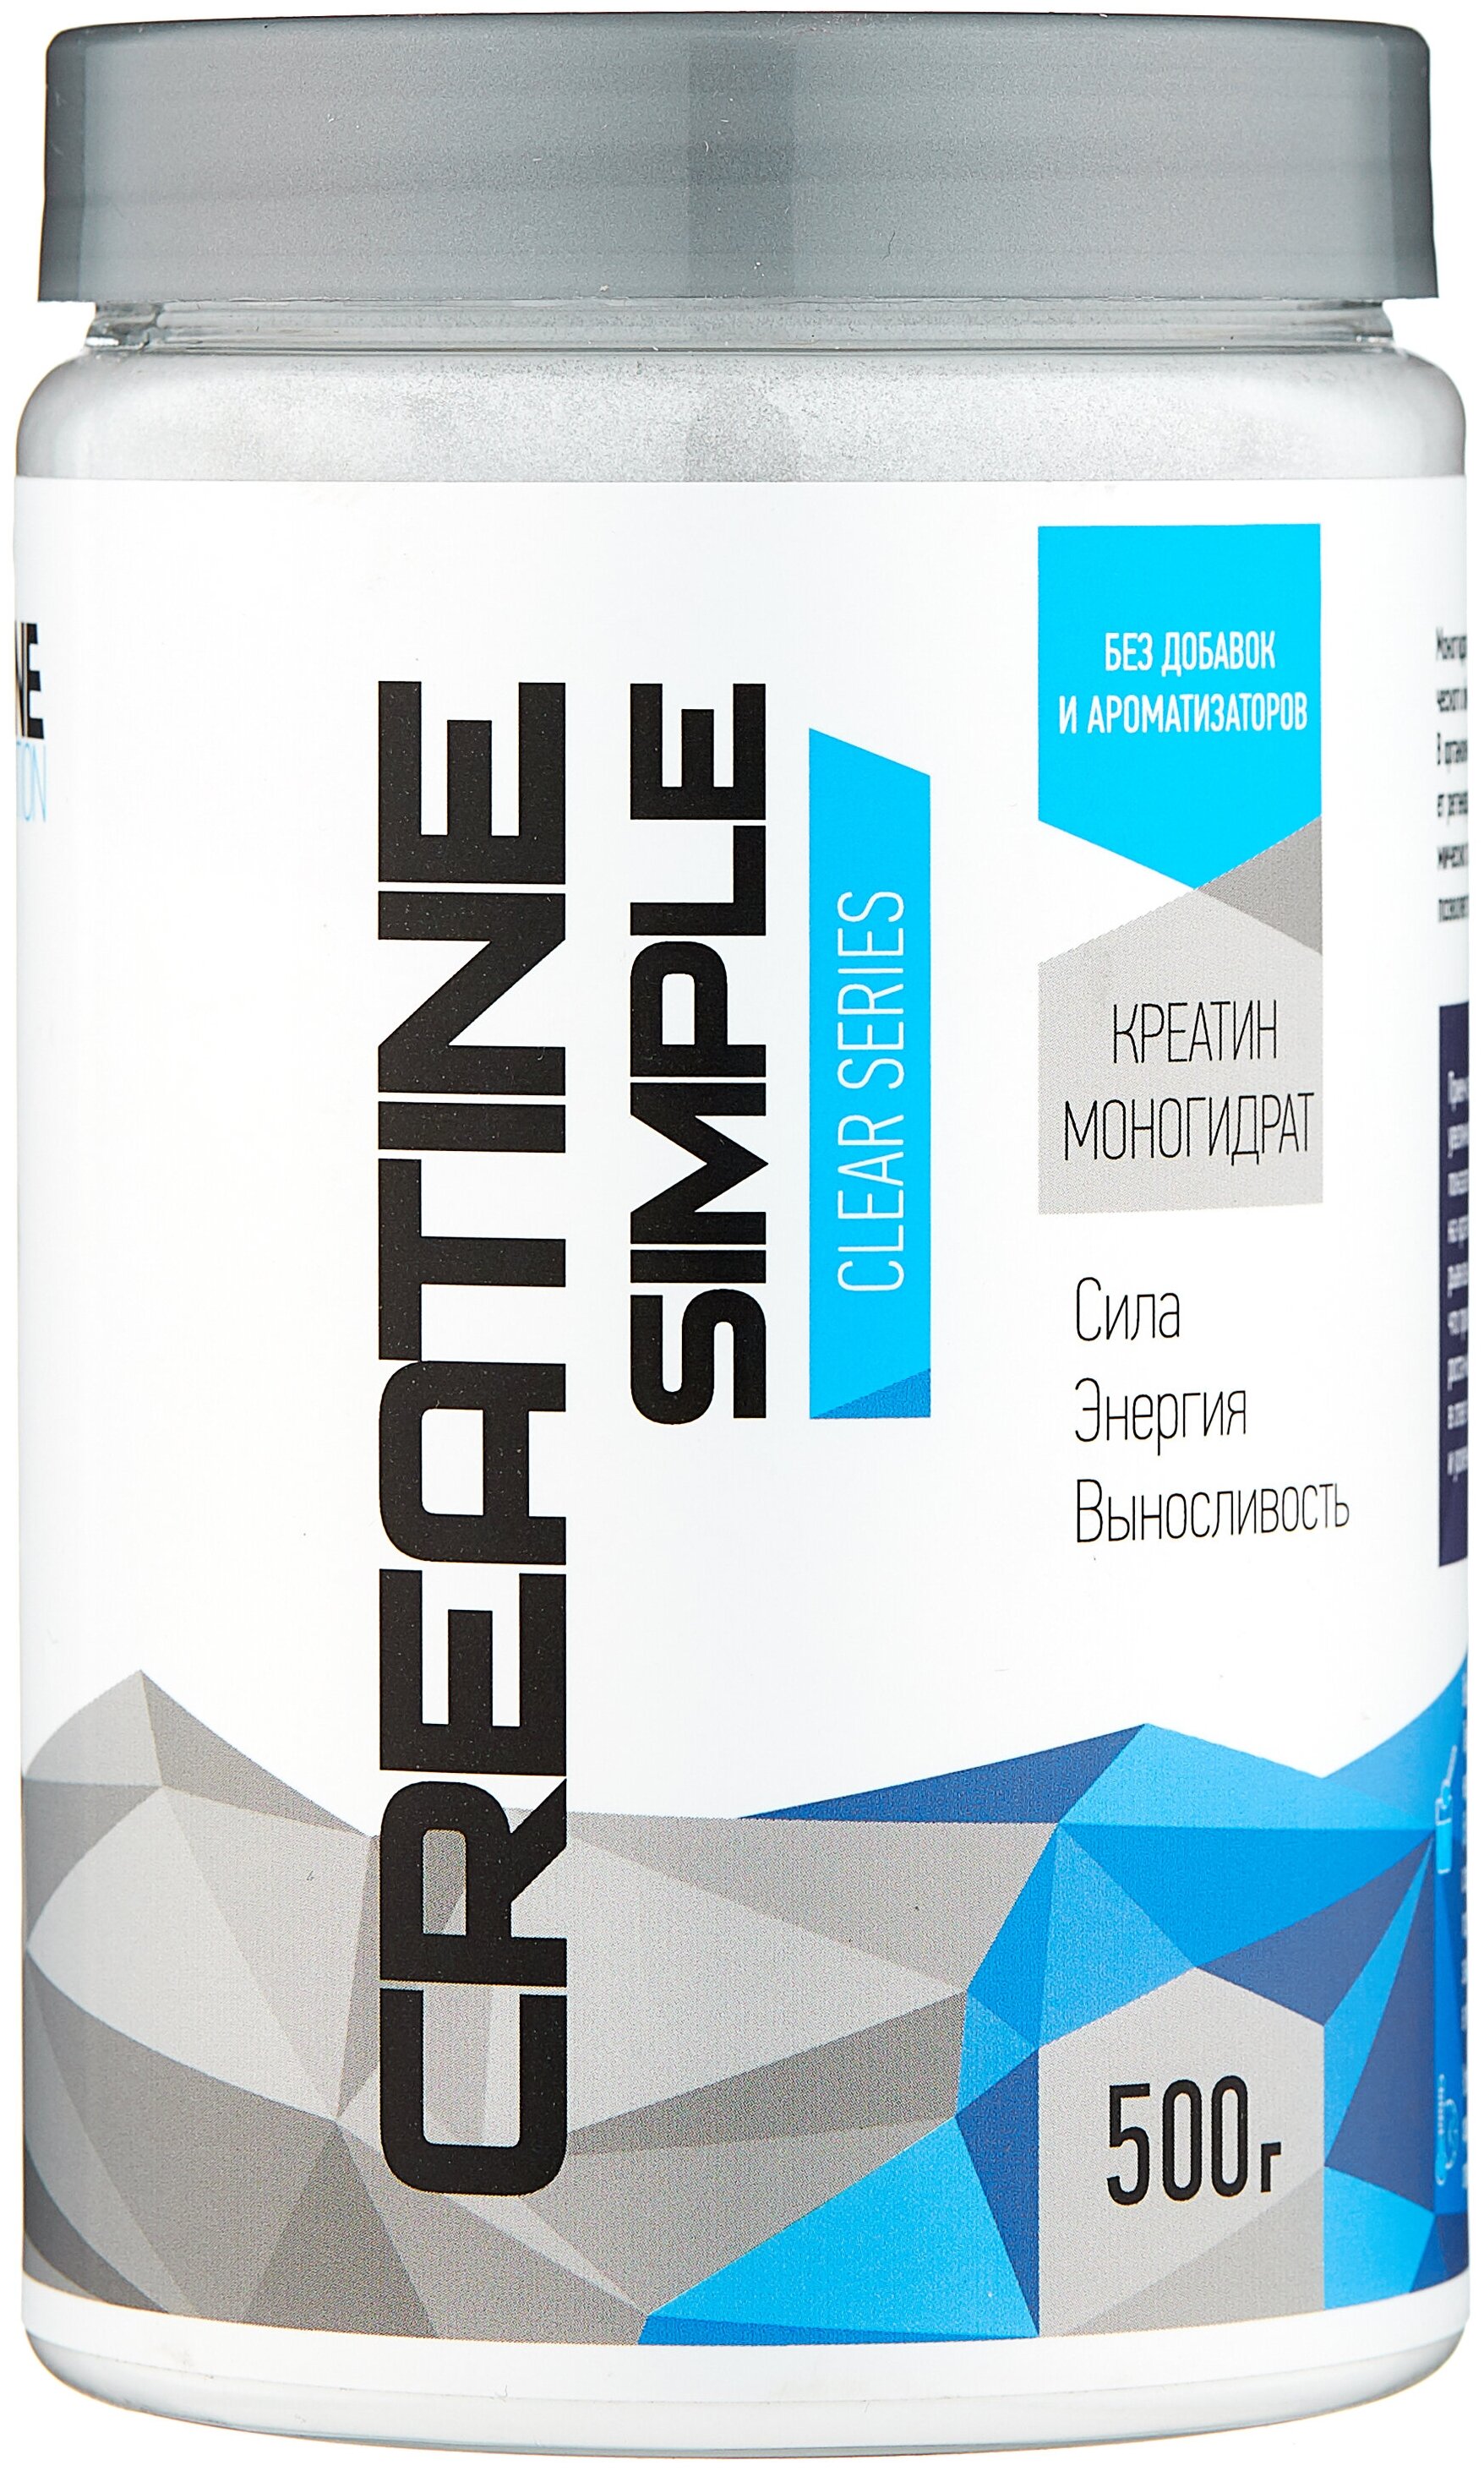 CREATINE
SIMPLE
CLEAR SERIES
БЕЗ ДОБАВОК
И АРОМАТИЗАТОРОВ
КРЕАТИН
МОНОГИДРАТ
Сила
Энергия
Выносливость
500г